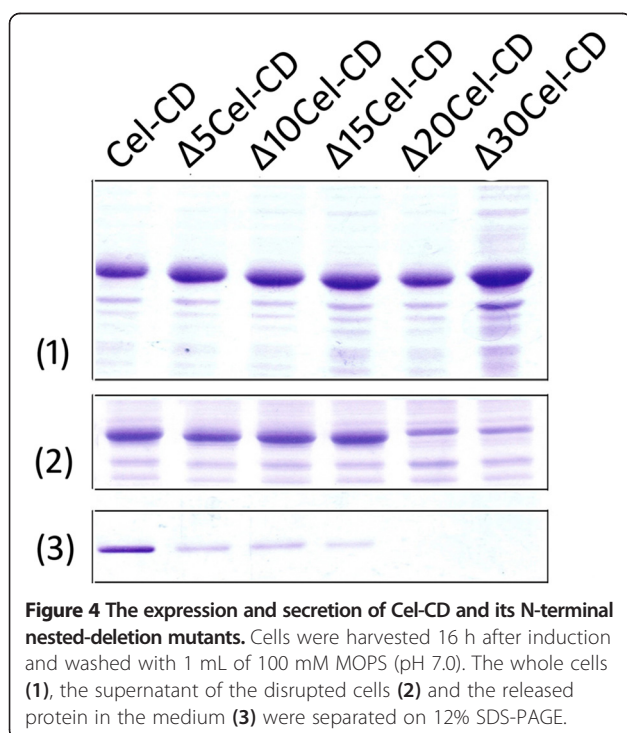 Cel-CD
Δ5Cel-CD
Δ10Cel-CD
Δ15Cel-CD
Δ20Cel-CD
Δ30Cel-CD
(1)
(2)
(3)
Figure 4 The expression and secretion of Cel-CD and its N-terminal
nested-deletion mutants. Cells were harvested 16 h after induction
and washed with 1 mL of 100 mM MOPS (pH 7.0). The whole cells
(1), the supernatant of the disrupted cells (2) and the released
protein in the medium (3) were separated on 12% SDS-PAGE.